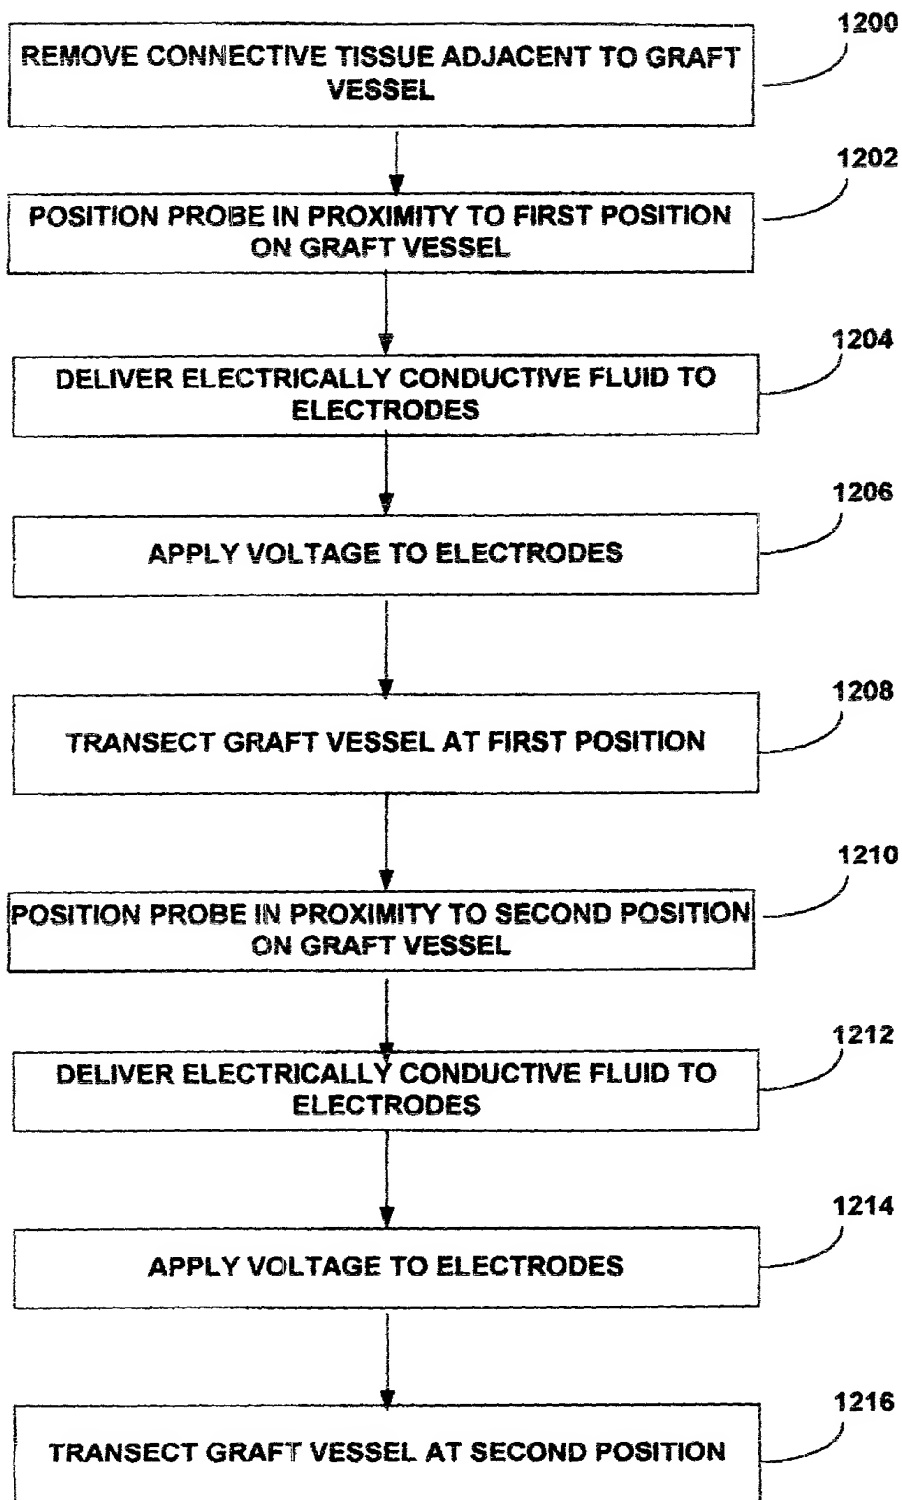 1200
REMOVE CONNECTIVE TISSUE ADJACENT TO GRAFT
VESSEL
1202
POSITION PROBE IN PROXIMITY TO FIRST POSITION
ON GRAFT VESSEL
1204
DELIVER ELECTRICALLY CONDUCTIVE FLUID TO
ELECTRODES
1206
APPLY VOLTAGE TO ELECTRODES
1208
TRANSECT GRAFT VESSEL AT FIRST POSITION
1210
POSITION PROBE IN PROXIMITY TO SECOND POSITION
ON GRAFT VESSEL
1212
DELIVER ELECTRICALLY CONDUCTIVE FLUID TO
ELECTRODES
1214
APPLY VOLTAGE TO ELECTRODES
1216
TRANSECT GRAFT VESSEL AT SECOND POSITION